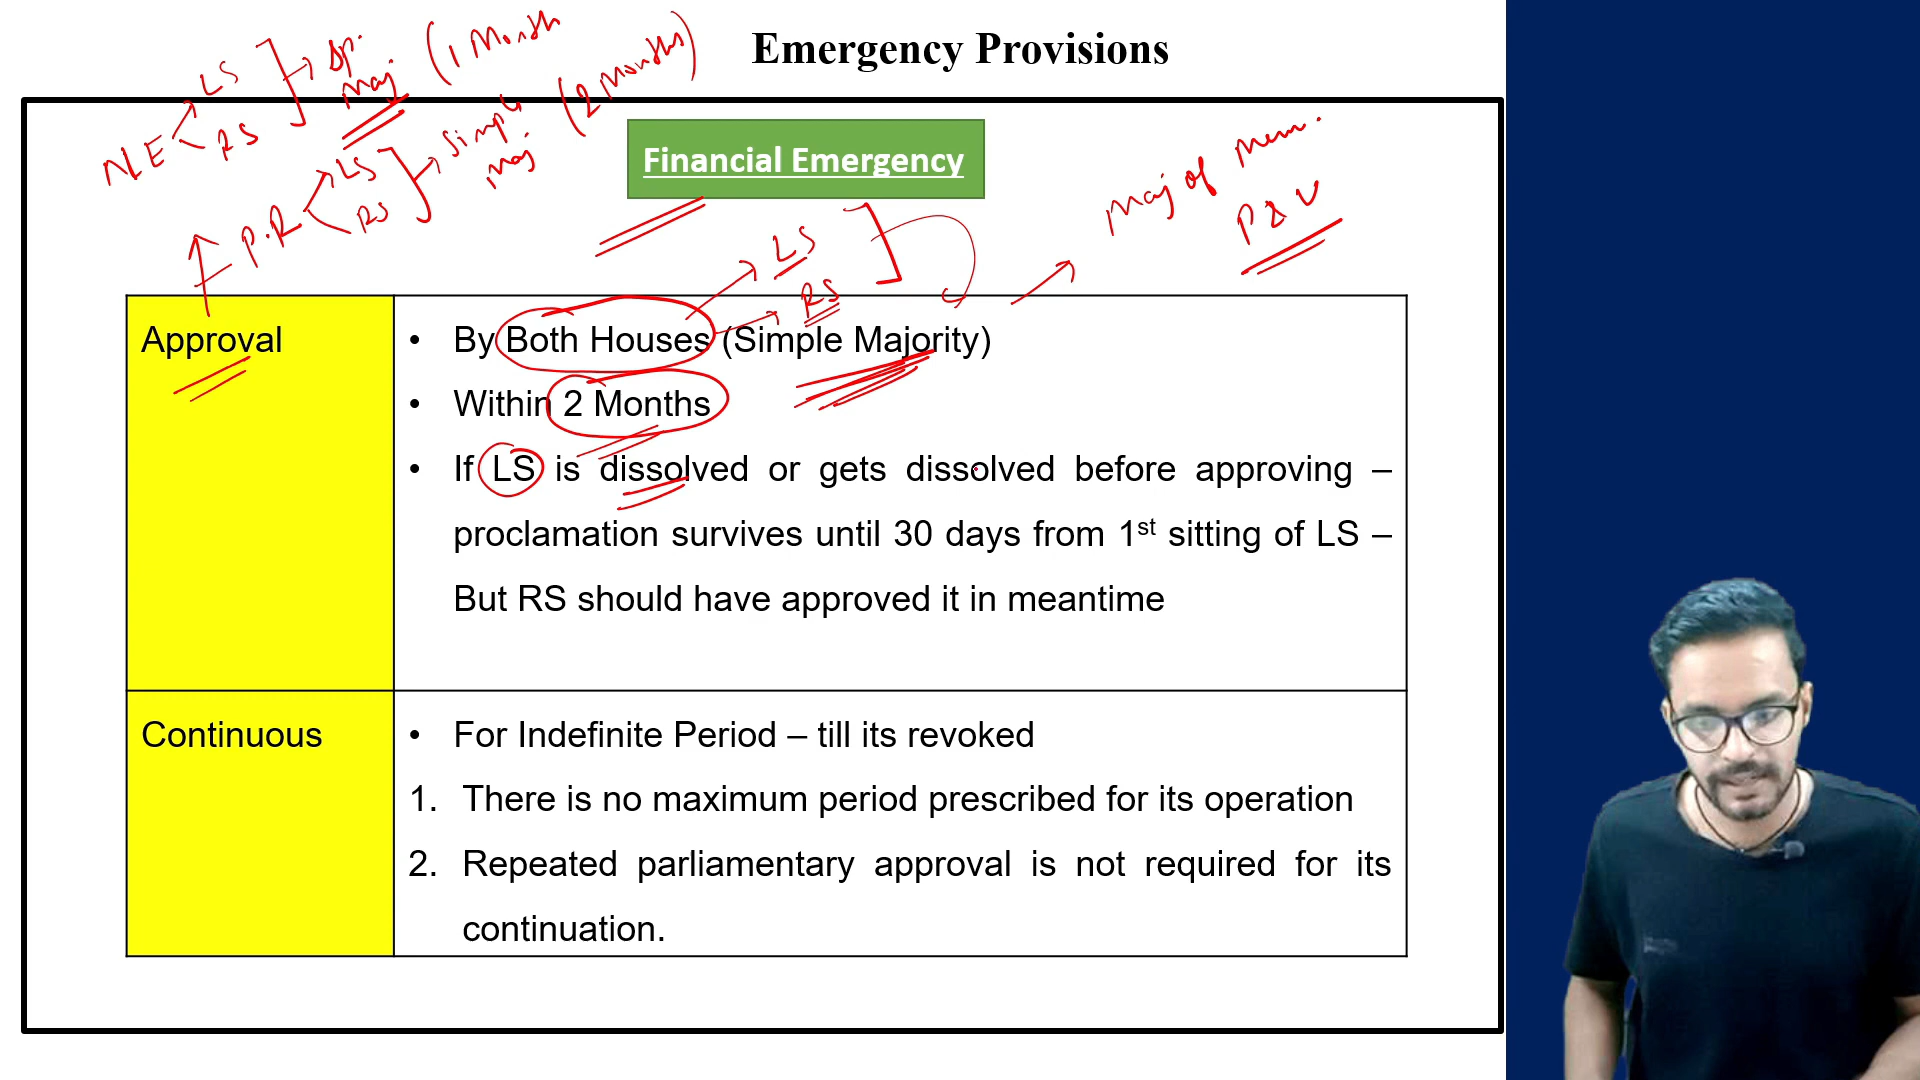 Emergency Provisions
NE LS RS ] → Sp. Maj (1 Month
P.R LS RS ] → Simple Maj (2 Months)
Financial Emergency
LS
RS
Maj of Mem.
P & V
Approval
• By Both Houses (Simple Majority)
• Within 2 Months
• If LS is dissolved or gets dissolved before approving –
proclamation survives until 30 days from 1st sitting of LS –
But RS should have approved it in meantime
Continuous
• For Indefinite Period – till its revoked
1. There is no maximum period prescribed for its operation
2. Repeated parliamentary approval is not required for its
continuation.